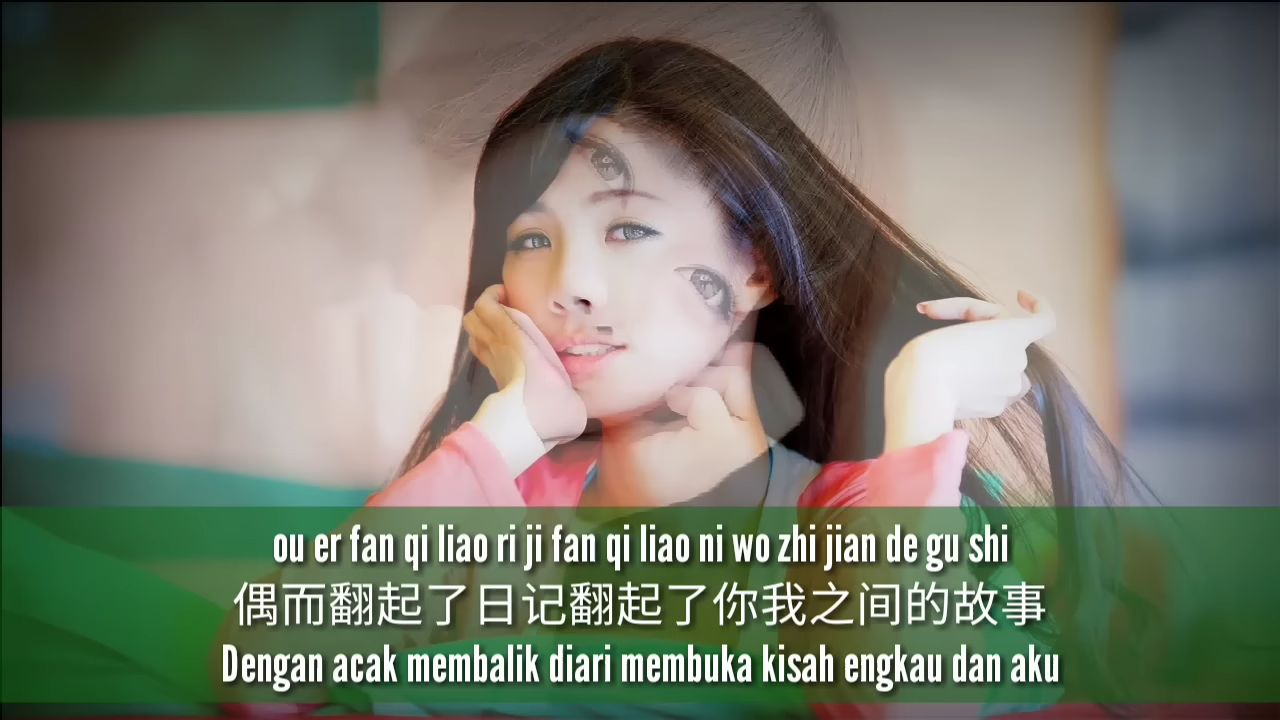 ou er fan qi liao ri ji fan qi liao ni wo zhi jian de gu shi
偶而翻起了日记翻起了你我之间的故事
Dengan acak membalik diari membuka kisah engkau dan aku